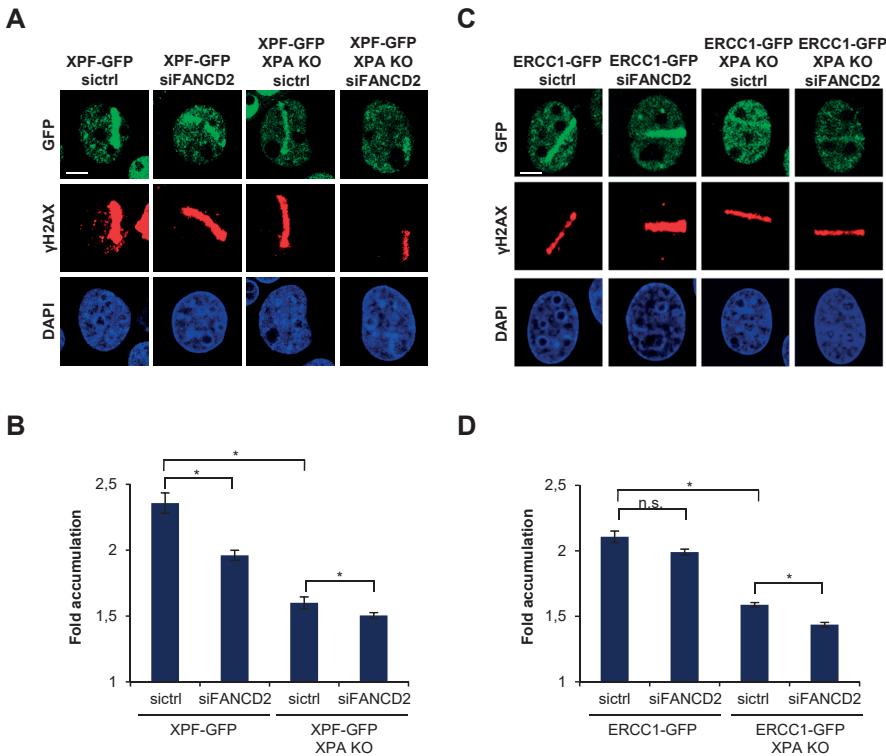 A
XPF-GFP
sictrl
XPF-GFP
siFANCD2
XPF-GFP
XPA KO
sictrl
XPF-GFP
XPA KO
siFANCD2
GFP
γH2AX
DAPI
B
Fold accumulation
2,5
2
1,5
1
*
*
*
sictrl
siFANCD2
sictrl
siFANCD2
XPF-GFP
XPF-GFP
XPA KO
C
ERCC1-GFP
sictrl
ERCC1-GFP
siFANCD2
ERCC1-GFP
XPA KO
sictrl
ERCC1-GFP
XPA KO
siFANCD2
GFP
γH2AX
DAPI
D
Fold accumulation
2,5
2
1,5
1
*
n.s.
*
sictrl
siFANCD2
sictrl
siFANCD2
ERCC1-GFP
ERCC1-GFP
XPA KO